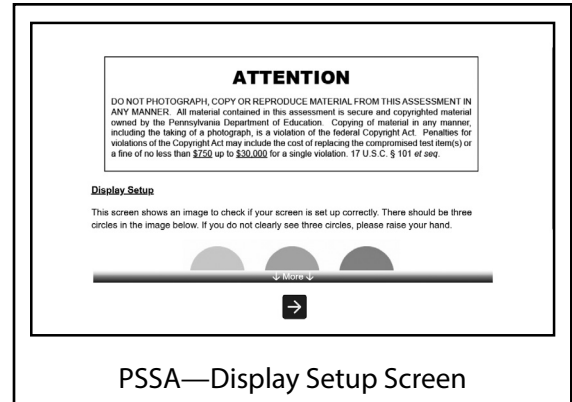 ATTENTION
DO NOT PHOTOGRAPH, COPY OR REPRODUCE MATERIAL FROM THIS ASSESSMENT IN
ANY MANNER. All material contained in this assessment is secure and copyrighted material
owned by the Pennsylvania Department of Education. Copying of material in any manner,
including the taking of a photograph, is a violation of the federal Copyright Act. Penalties for
violations of the Copyright Act may include the cost of replacing the compromised test item(s) or
a fine of no less than $750 up to $30,000 for a single violation. 17 U.S.C. § 101 et seq.
Display Setup
This screen shows an image to check if your screen is set up correctly. There should be three
circles in the image below. If you do not clearly see three circles, please raise your hand.
↓ More ↓
PSSA—Display Setup Screen